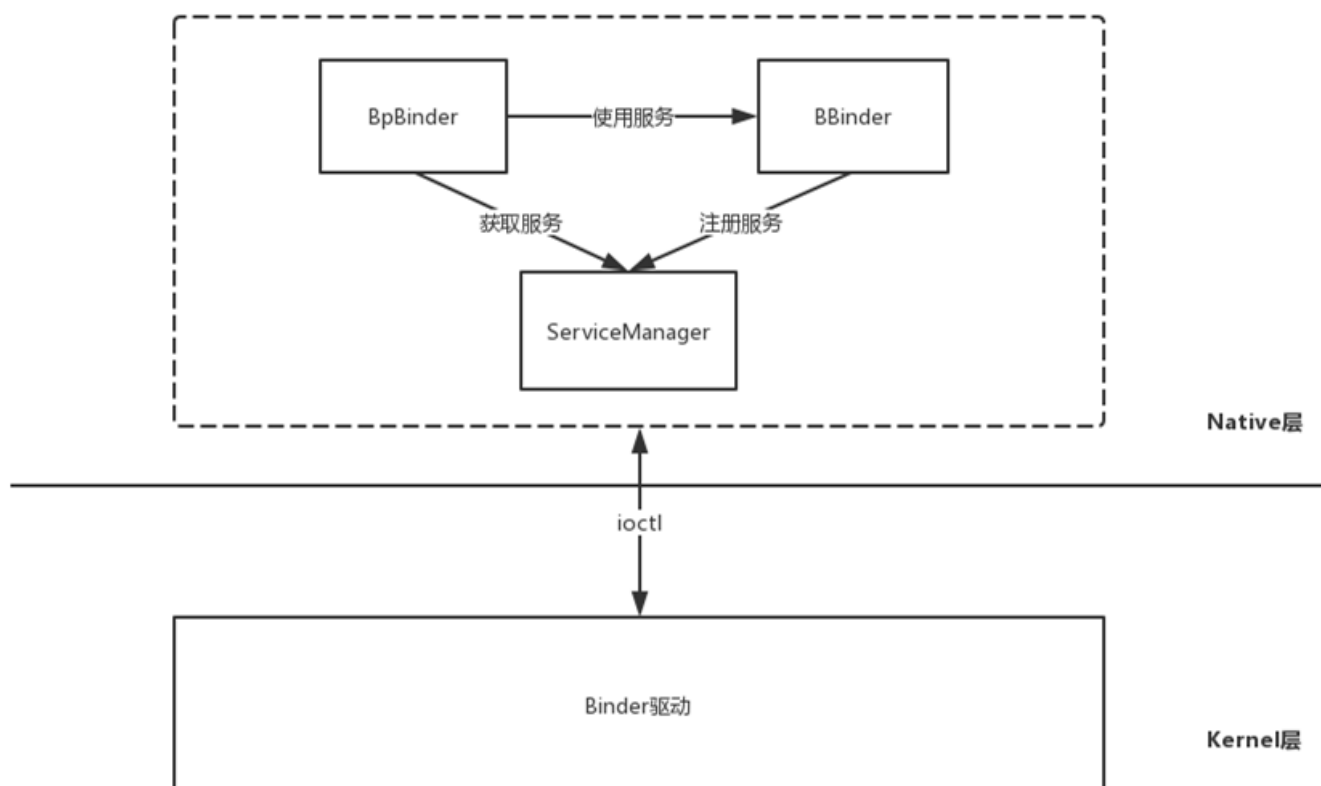 BpBinder
使用服务
BBinder
获取服务
注册服务
ServiceManager
Native层
ioctl
Binder驱动
Kernel层